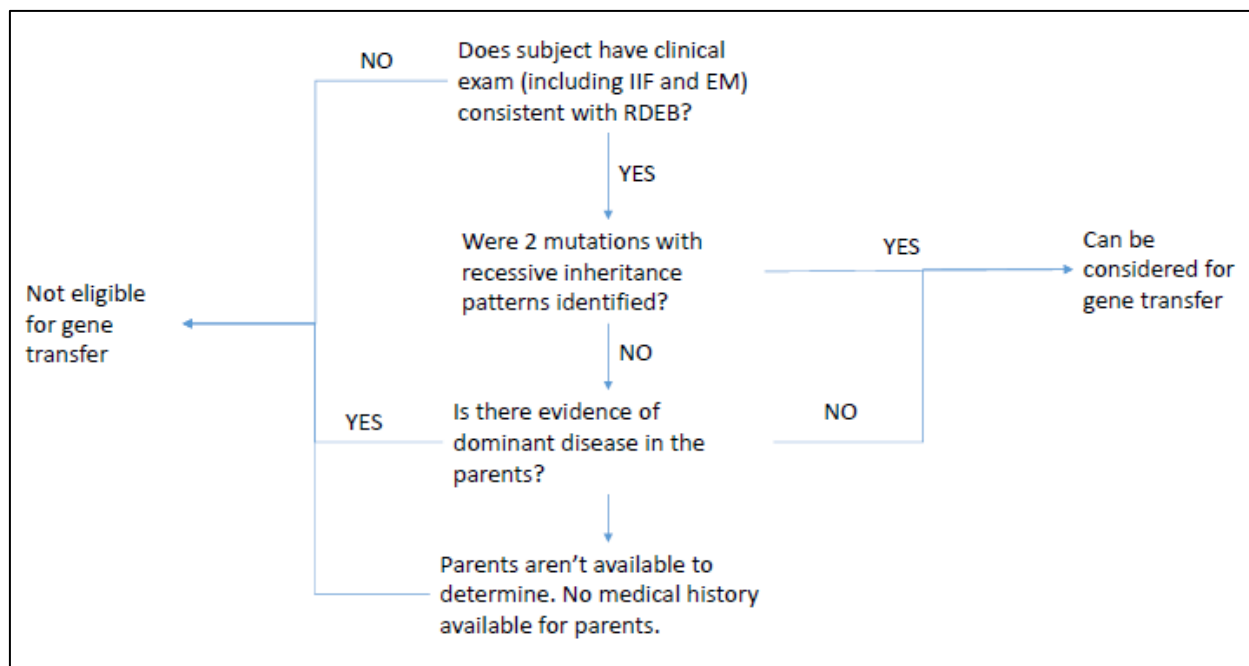 Does subject have clinical
exam (including IIF and EM)
consistent with RDEB?
NO
YES
Were 2 mutations with
recessive inheritance
patterns identified?
YES
Can be
considered for
gene transfer
Not eligible
for gene
transfer
NO
Is there evidence of
dominant disease in the
parents?
YES
NO
Parents aren’t available to
determine. No medical history
available for parents.